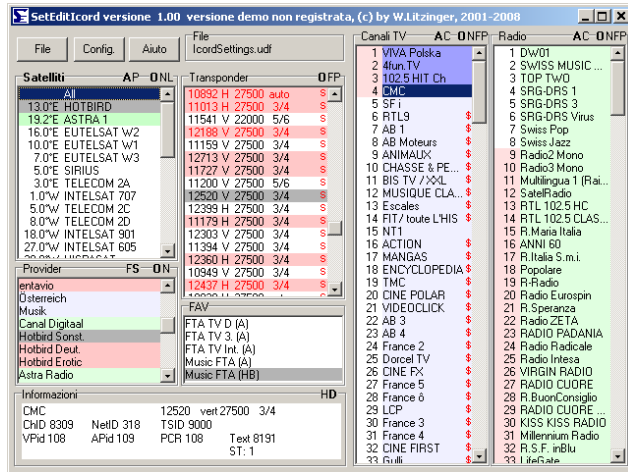 SetEditIcord versione 1.00 versione demo non registrata, (c) by W.Litzinger, 2001-2008
File
Config.
Aiuto
File
IcordSettings.udf
Satelliti A P O N L
All
13.0°E HOTBIRD
19.2°E ASTRA 1
16.0°E EUTELSAT W2
10.0°E EUTELSAT W1
7.0°E EUTELSAT W3
5.0°E SIRIUS
3.0°E TELECOM 2A
1.0°W INTELSAT 707
5.0°W TELECOM 2C
8.0°W TELECOM 2D
18.0°W INTELSAT 901
27.0°W INTELSAT 605
Transponder O F P
10892 H 27500 auto S
11013 H 27500 3/4 S
11541 V 22000 5/6 S
12188 V 27500 3/4 S
11159 V 27500 3/4 S
12713 V 27500 3/4 S
11727 V 27500 3/4 S
11200 V 27500 5/6 S
12520 V 27500 3/4 S
12399 H 27500 3/4 S
11179 H 27500 3/4 S
12303 V 27500 3/4 S
11394 V 27500 3/4 S
12360 H 27500 3/4 S
10949 V 27500 3/4 S
12437 H 27500 3/4 S
Provider F S O N
entavio
Österreich
Musik
Canal Digitaal
Hotbird Sonst.
Hotbird Deut.
Hotbird Erotic
Astra Radio
FAV
FTA TV D (A)
FTA TV 3. (A)
FTA TV Int. (A)
Music FTA (A)
Music FTA (HB)
Informazioni HD
CMC 12520 vert 27500 3/4
ChID 8309 NetID 318 TSID 9000
VPid 108 APid 109 PCR 108 Text 8191
ST: 1
Canali TV A C O N F P
1 VIVA Polska
2 4fun.TV
3 102.5 HIT Ch
4 CMC
5 SF i
6 RTL9 $
7 AB 1 $
8 AB Moteurs $
9 ANIMAUX $
10 CHASSE & PE... $
11 BIS TV / XXL $
12 MUSIQUE CLA... $
13 Escales $
14 FIT/ toute L'HIS $
15 NT1
16 ACTION $
17 MANGAS $
18 ENCYCLOPEDIA $
19 TMC $
20 CINE POLAR $
21 VIDEOCLICK $
22 AB 3 $
23 AB 4 $
24 France 2 $
25 Dorcel TV $
26 CINE FX $
27 France 5 $
28 France ô $
29 LCP $
30 France 3 $
31 France 4 $
32 CINE FIRST $
33 Gulli $
Radio A C O N F P
1 DW01
2 SWISS MUSIC ...
3 TOP TWO
4 SRG-DRS 1
5 SRG-DRS 3
6 SRG-DRS Virus
7 Swiss Pop
8 Swiss Jazz
9 Radio2 Mono
10 Radio3 Mono
11 Multilingua 1 (Rai...
12 SatelRadio
13 RTL 102.5 HC
14 RTL 102.5 CLAS...
15 R.Maria Italia
16 ANNI 60
17 R.Italia S.m.i.
18 Popolare
19 R-Radio
20 Radio Eurospin
21 R.Speranza
22 Radio ZETA
23 RADIO PADANIA
24 Radio Radicale
25 Radio Intesa
26 VIRGIN RADIO
27 RADIO CUORE
28 R.BuonConsiglio
29 RADIO CUORE ...
30 KISS KISS RADIO
31 Millennium Radio
32 R.S.F. inBlu
33 LifeGate